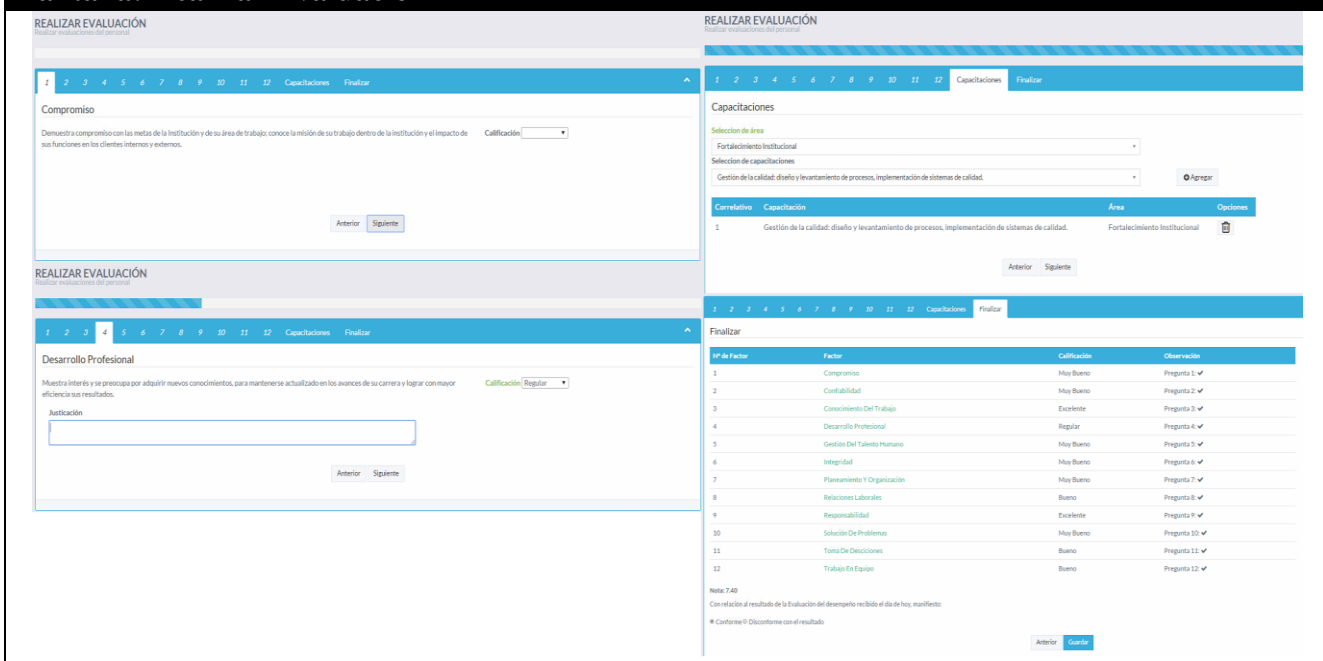 REALIZAR EVALUACIÓN
Realizar evaluaciones del personal
1 2 3 4 5 6 7 8 9 10 11 12 Capacitaciones Finalizar
Compromiso
Demuestra compromiso con las metas de la Institución y de su área de trabajo: conoce la misión de su trabajo dentro de la institución y el impacto de
sus funciones en los clientes internos y externos.
Calificación
Anterior Siguiente
REALIZAR EVALUACIÓN
Realizar evaluaciones del personal
1 2 3 4 5 6 7 8 9 10 11 12 Capacitaciones Finalizar
Desarrollo Profesional
Muestra interés y se preocupa por adquirir nuevos conocimientos, para mantenerse actualizado en los avances de su carrera y lograr con mayor
eficiencia sus resultados.
Calificación Regular
Justicación
Anterior Siguiente
REALIZAR EVALUACIÓN
Realizar evaluaciones del personal
1 2 3 4 5 6 7 8 9 10 11 12 Capacitaciones Finalizar
Capacitaciones
Seleccion de área
Fortalecimiento Institucional
Seleccion de capacitaciones
Gestión de la calidad: diseño y levantamiento de procesos, implementación de sistemas de calidad.
Agregar
Correlativo Capacitación Área Opciones
1 Gestión de la calidad: diseño y levantamiento de procesos, implementación de sistemas de calidad. Fortalecimiento Institucional
Anterior Siguiente
1 2 3 4 5 6 7 8 9 10 11 12 Capacitaciones Finalizar
Finalizar
Nº de Factor Factor Calificación Observación
1 Compromiso Muy Bueno Pregunta 1: ✔
2 Confiabilidad Muy Bueno Pregunta 2: ✔
3 Conocimiento Del Trabajo Excelente Pregunta 3: ✔
4 Desarrollo Profesional Regular Pregunta 4: ✔
5 Gestión Del Talento Humano Muy Bueno Pregunta 5: ✔
6 Integridad Muy Bueno Pregunta 6: ✔
7 Planeamiento Y Organización Muy Bueno Pregunta 7: ✔
8 Relaciones Laborales Bueno Pregunta 8: ✔
9 Responsabilidad Excelente Pregunta 9: ✔
10 Solución De Problemas Muy Bueno Pregunta 10: ✔
11 Toma De Desciciones Bueno Pregunta 11: ✔
12 Trabajo En Equipo Bueno Pregunta 12: ✔
Nota: 7.40
Con relación al resultado de la Evaluación del desempeño recibido el día de hoy, manifiesto:
Conforme Disconforme con el resultado
Anterior Guardar